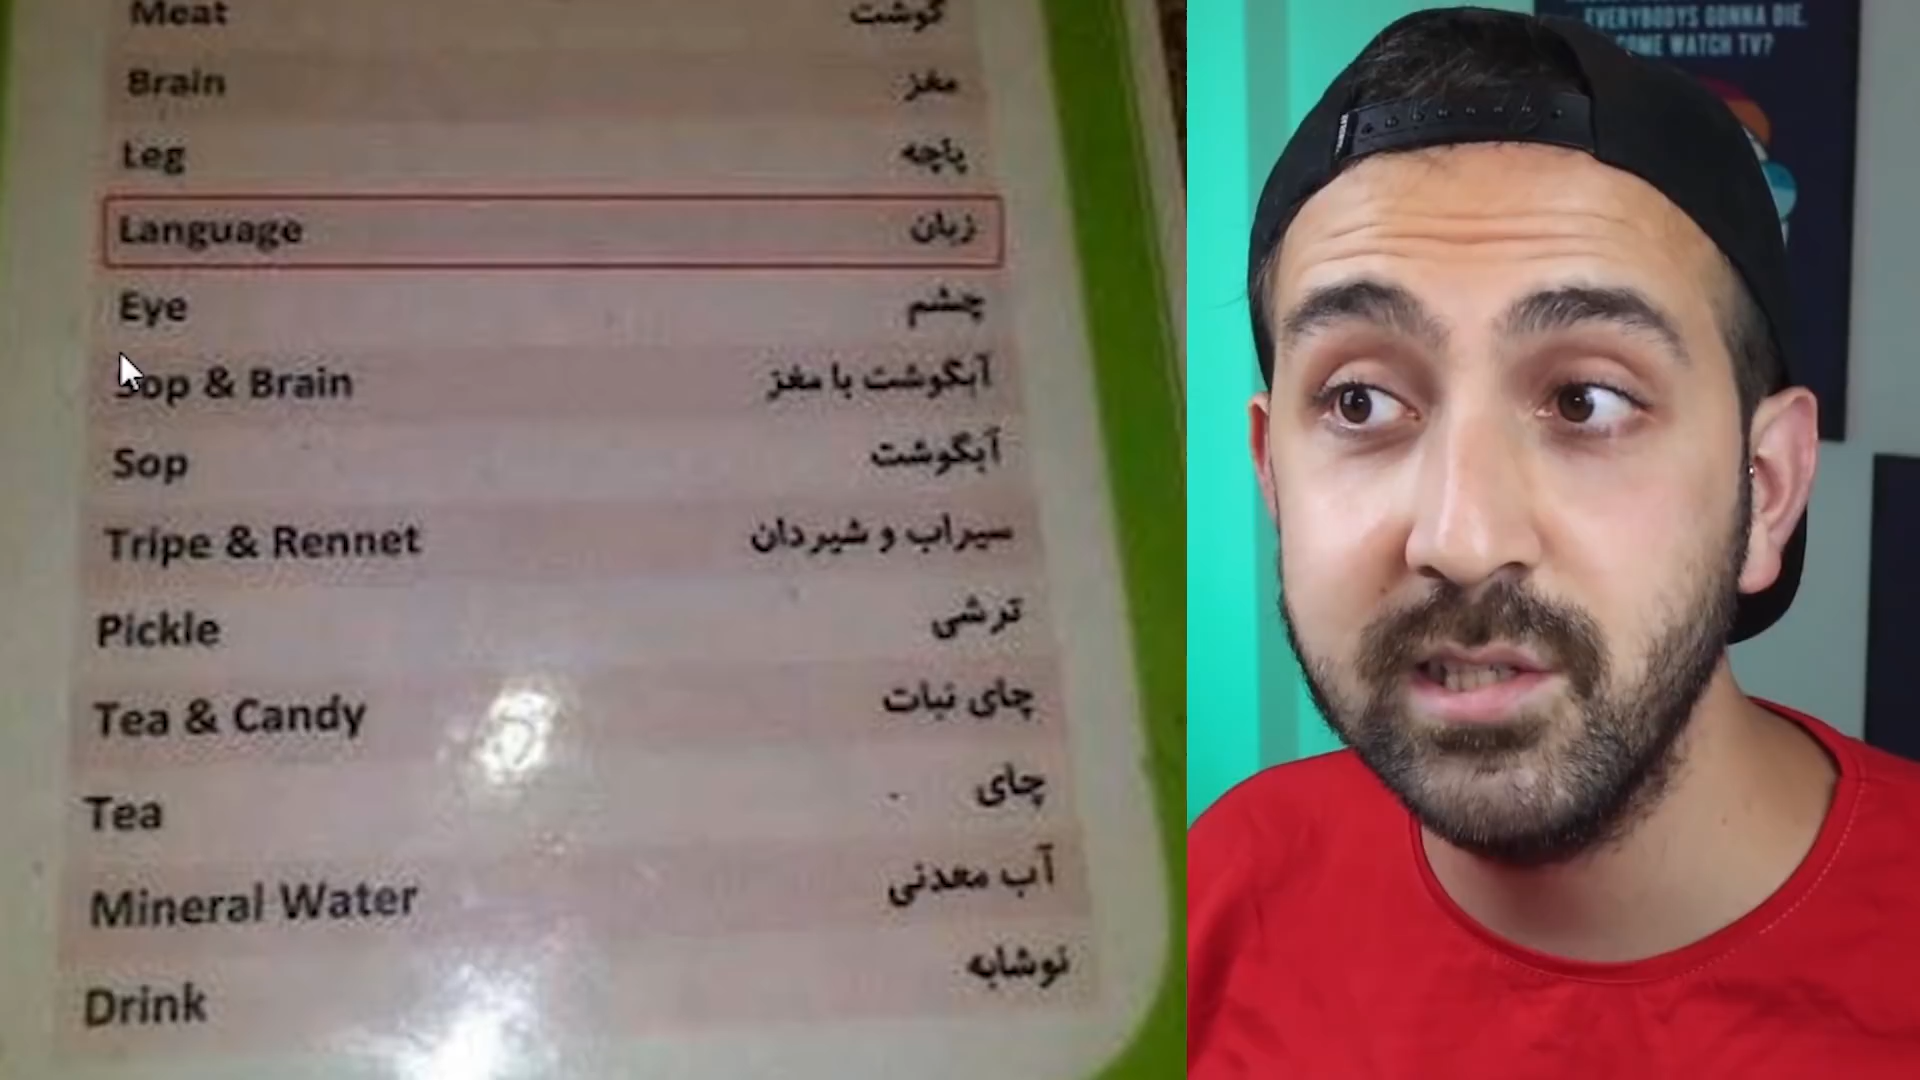 Meat گوشت
Brain مغز
Leg پاچه
Language زبان
Eye چشم
Sop & Brain آبگوشت با مغز
Sop آبگوشت
Tripe & Rennet سیراب و شیردان
Pickle ترشی
Tea & Candy چای نبات
Tea چای
Mineral Water آب معدنی
Drink نوشابه
EVERYBODYS GONNA DIE.
COME WATCH TV?